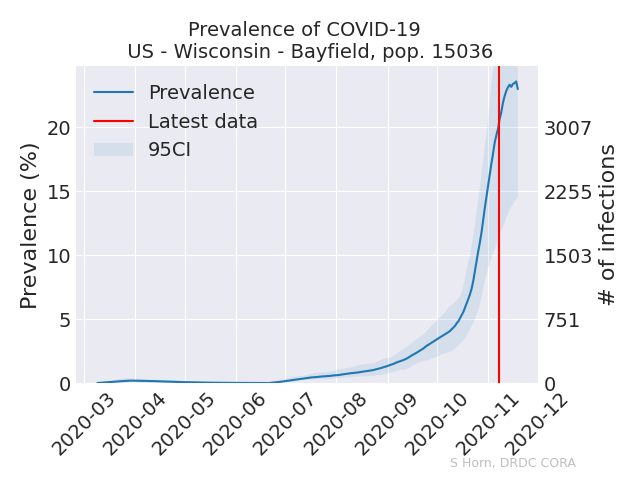 Prevalence of COVID-19
US - Wisconsin - Bayfield, pop. 15036
Prevalence
Latest data
95CI
Prevalence (%)
20
15
10
5
0
3007
2255
1503
751
0
# of infections
2020-03
2020-04
2020-05
2020-06
2020-07
2020-08
2020-09
2020-10
2020-11
2020-12
S Horn, DRDC CORA